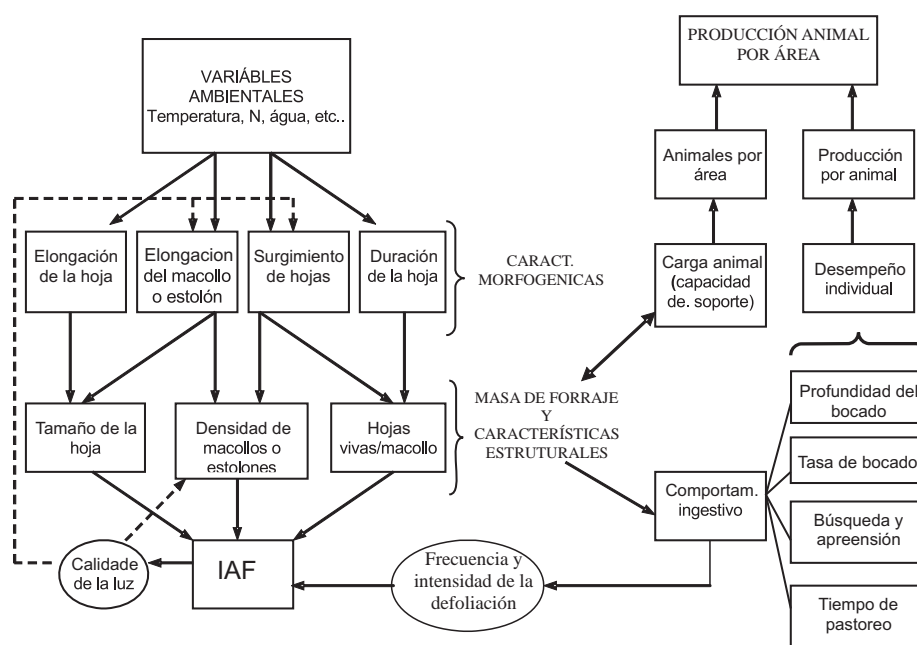 PRODUCCIÓN ANIMAL
POR ÁREA
VARIÁBLES
AMBIENTALES
Temperatura, N, água, etc..
Animales por
área
Producción
por animal
Elongación
de la hoja
Elongacion
del macollo
o estolón
Surgimiento
de hojas
Duración
de la hoja
CARACT.
MORFOGENICAS
Carga animal
(capacidad
de. soporte)
Desempeño
individual
Tamaño de la
hoja
Densidad de
macollos o
estolones
Hojas
vivas/macollo
MASA DE FORRAJE
Y
CARACTERÍSTICAS
ESTRUTURALES
Profundidad del
bocado
Tasa de bocado
Comportam.
ingestivo
Búsqueda y
apreensión
Tiempo de
pastoreo
Calidade
de la luz
IAF
Frecuencia y
intensidad de la
defoliación